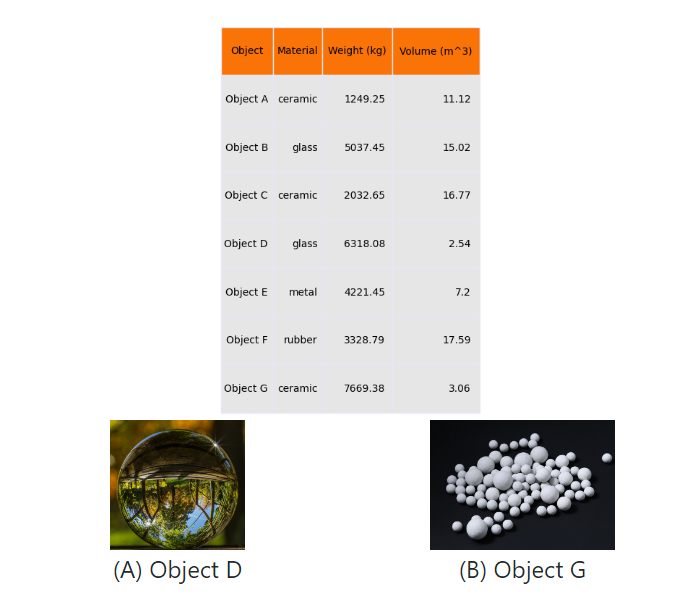 Object Material Weight (kg) Volume (m^3)
Object A ceramic 1249.25 11.12
Object B glass 5037.45 15.02
Object C ceramic 2032.65 16.77
Object D glass 6318.08 2.54
Object E metal 4221.45 7.2
Object F rubber 3328.79 17.59
Object G ceramic 7669.38 3.06
(A) Object D (B) Object G